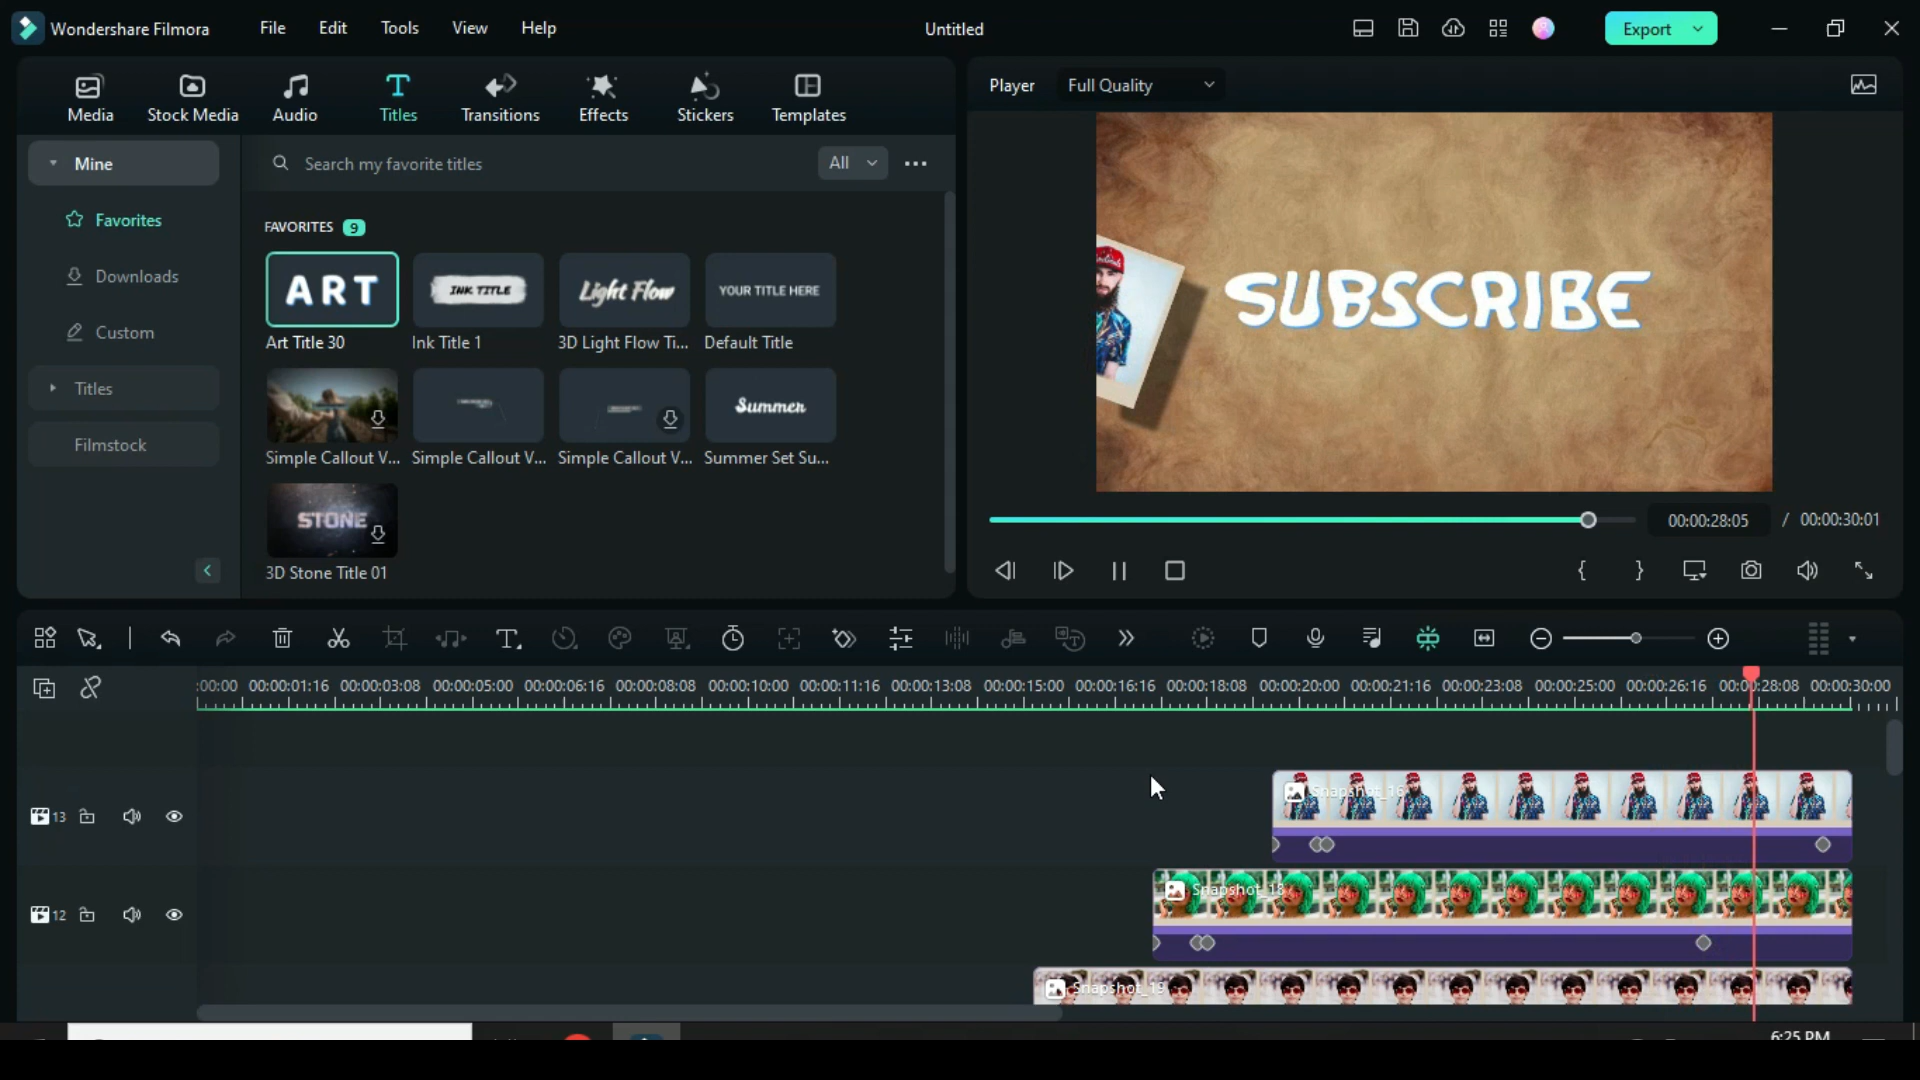 Wondershare Filmora
File
Edit
Tools
View
Help
Untitled
Export
Media
Stock Media
Audio
Titles
Transitions
Effects
Stickers
Templates
Player
Full Quality
Mine
Search my favorite titles
All
Favorites
Downloads
Custom
Titles
Filmstock
FAVORITES 9
ART
INK TITLE
Light Flow
YOUR TITLE HERE
Art Title 30
Ink Title 1
3D Light Flow Ti...
Default Title
Summer
Simple Callout V...
Simple Callout V...
Simple Callout V...
Summer Set Su...
STONE
3D Stone Title 01
SUBSCRIBE
00:00:28:05 / 00:00:30:01
:00:00 00:00:01:16 00:00:03:08 00:00:05:00 00:00:06:16 00:00:08:08 00:00:10:00 00:00:11:16 00:00:13:08 00:00:15:00 00:00:16:16 00:00:18:08 00:00:20:00 00:00:21:16 00:00:23:08 00:00:25:00 00:00:26:16 00:00:28:08 00:00:30:00
13
Snapshot_16
12
Snapshot_18
Snapshot_19
6:25 PM